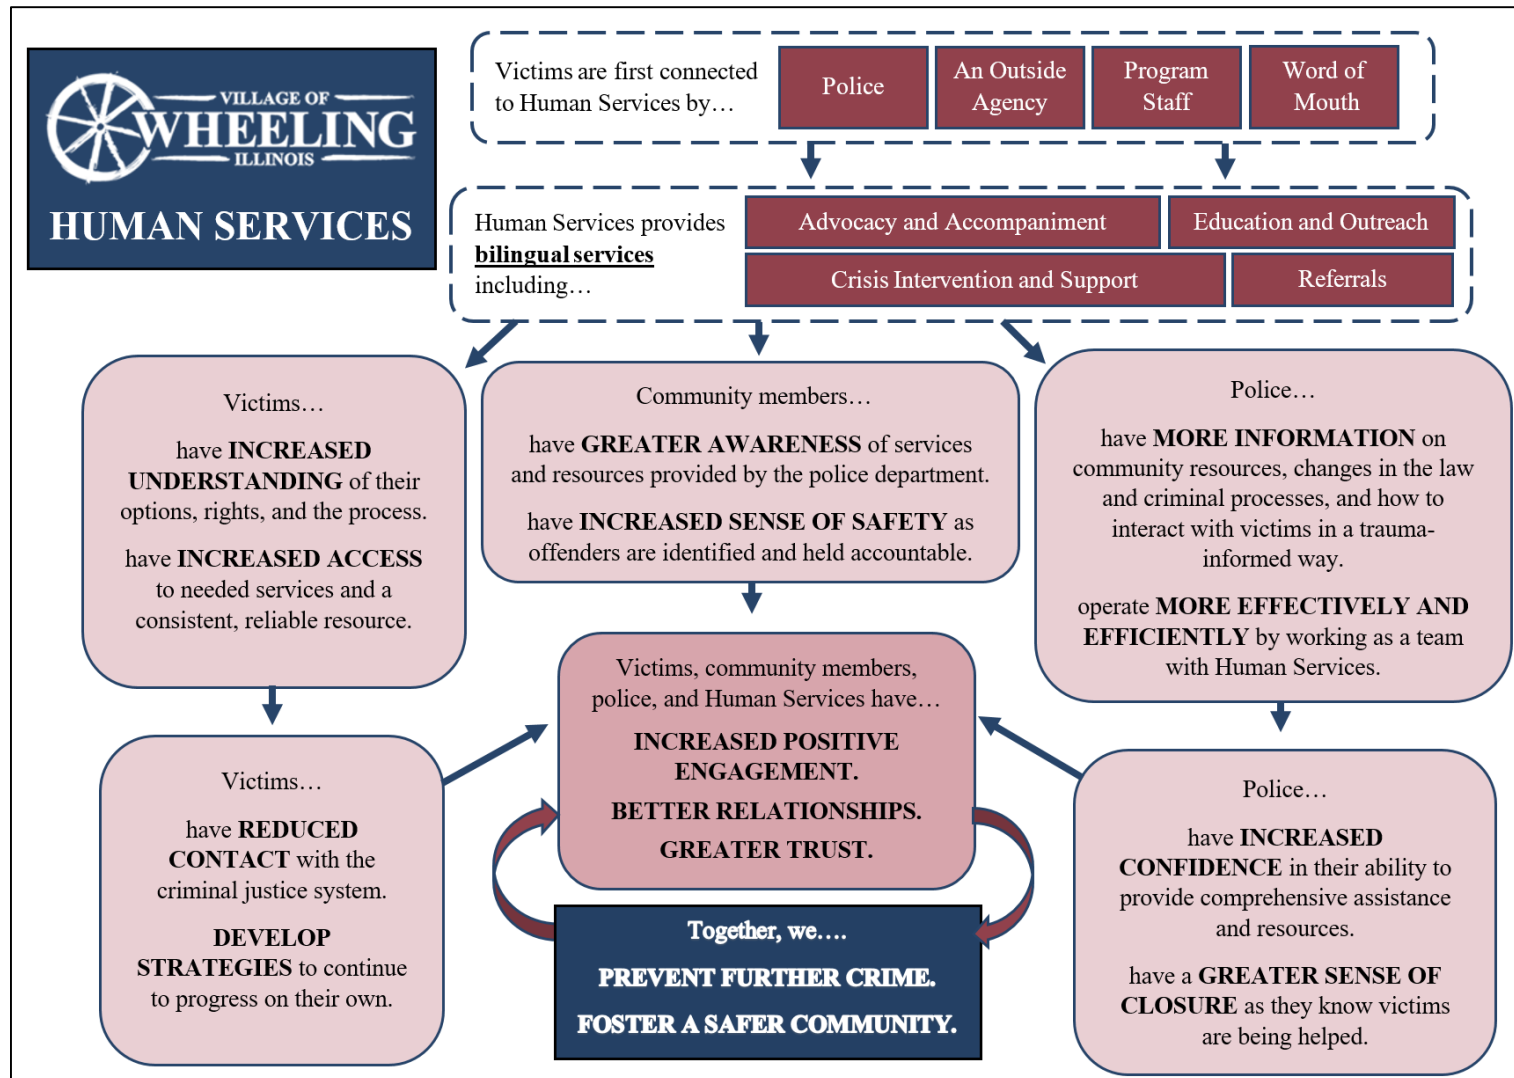 VILLAGE OF
WHEELING
ILLINOIS
HUMAN SERVICES
Victims are first connected
to Human Services by…
Police
An Outside
Agency
Program
Staff
Word of
Mouth
Human Services provides
bilingual services
including…
Advocacy and Accompaniment
Education and Outreach
Crisis Intervention and Support
Referrals
Victims…
have INCREASED
UNDERSTANDING of their
options, rights, and the process.
have INCREASED ACCESS
to needed services and a
consistent, reliable resource.
Community members…
have GREATER AWARENESS of services
and resources provided by the police department.
have INCREASED SENSE OF SAFETY as
offenders are identified and held accountable.
Police…
have MORE INFORMATION on
community resources, changes in the law
and criminal processes, and how to
interact with victims in a trauma-
informed way.
operate MORE EFFECTIVELY AND
EFFICIENTLY by working as a team
with Human Services.
Victims…
have REDUCED
CONTACT with the
criminal justice system.
DEVELOP
STRATEGIES to continue
to progress on their own.
Victims, community members,
police, and Human Services have…
INCREASED POSITIVE
ENGAGEMENT.
BETTER RELATIONSHIPS.
GREATER TRUST.
Together, we….
PREVENT FURTHER CRIME.
FOSTER A SAFER COMMUNITY.
Police…
have INCREASED
CONFIDENCE in their ability to
provide comprehensive assistance
and resources.
have a GREATER SENSE OF
CLOSURE as they know victims
are being helped.